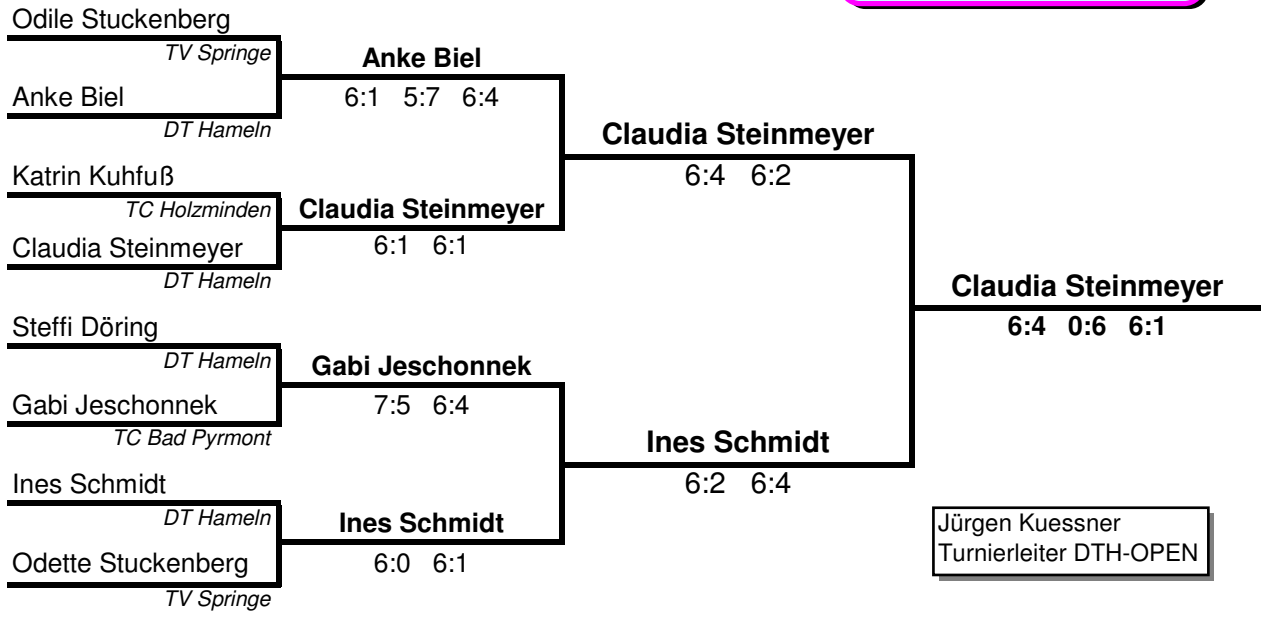 Odile Stuckenberg
TV Springe
Anke Biel
6:1 5:7 6:4
Anke Biel
DT Hameln
Claudia Steinmeyer
6:4 6:2
Katrin Kuhfuß
TC Holzminden
Claudia Steinmeyer
6:1 6:1
Claudia Steinmeyer
DT Hameln
Claudia Steinmeyer
6:4 0:6 6:1
Steffi Döring
DT Hameln
Gabi Jeschonnek
7:5 6:4
Gabi Jeschonnek
TC Bad Pyrmont
Ines Schmidt
6:2 6:4
Ines Schmidt
DT Hameln
Ines Schmidt
6:0 6:1
Odette Stuckenberg
TV Springe
Jürgen Kuessner
Turnierleiter DTH-OPEN